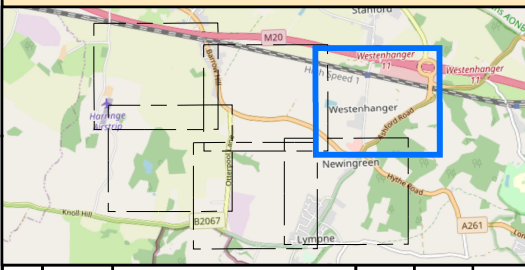 Stanford
M20
Westenhanger
11
Westenhanger
11
High Speed 1
Barrow Hill
Harringe
Airstrip
Westenhanger
Ashford Road
Otterpool Lane
Newingreen
Hythe Road
Knoll Hill
B2067
A261
Lympne